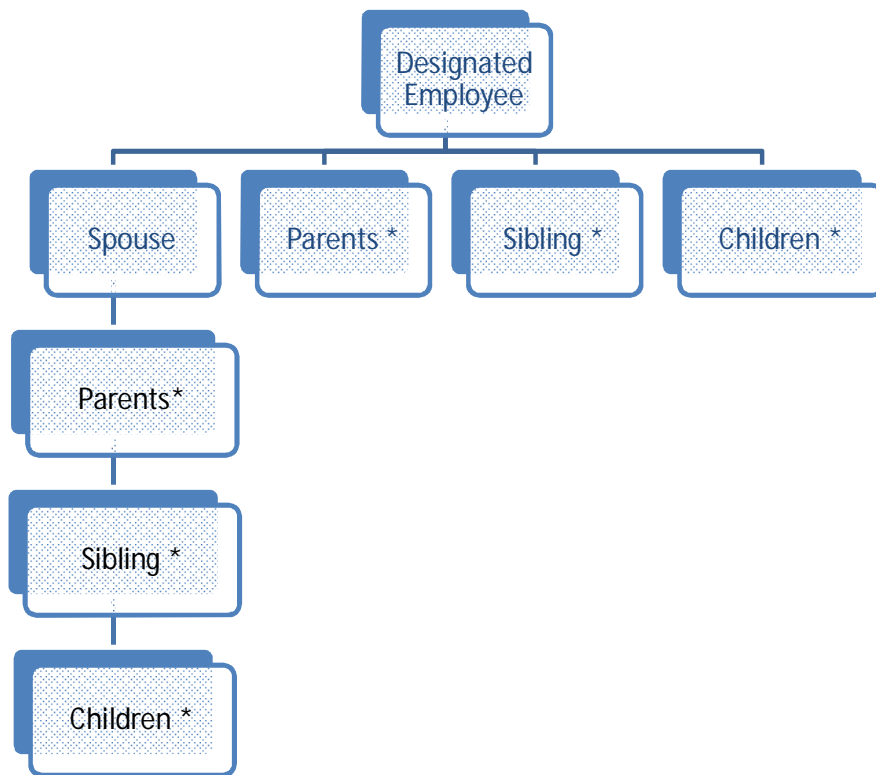 Designated
Employee
Spouse
Parents *
Sibling *
Children *
Parents*
Sibling *
Children *